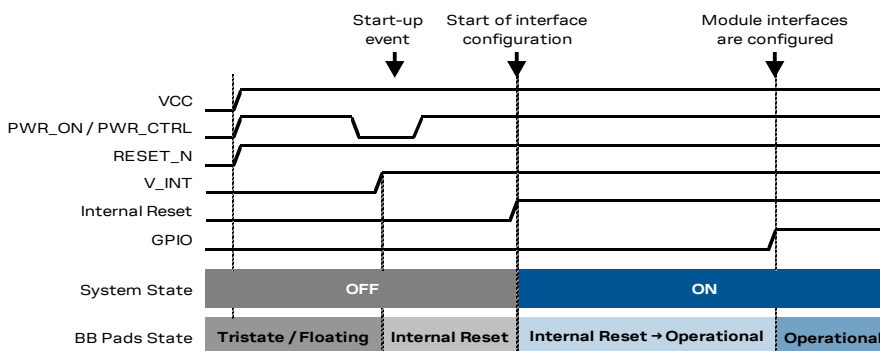 Start-up
event
Start of interface
configuration
Module interfaces
are configured
VCC
PWR_ON / PWR_CTRL
RESET_N
V_INT
Internal Reset
GPIO
System State
OFF
ON
BB Pads State
Tristate / Floating
Internal Reset
Internal Reset → Operational
Operational